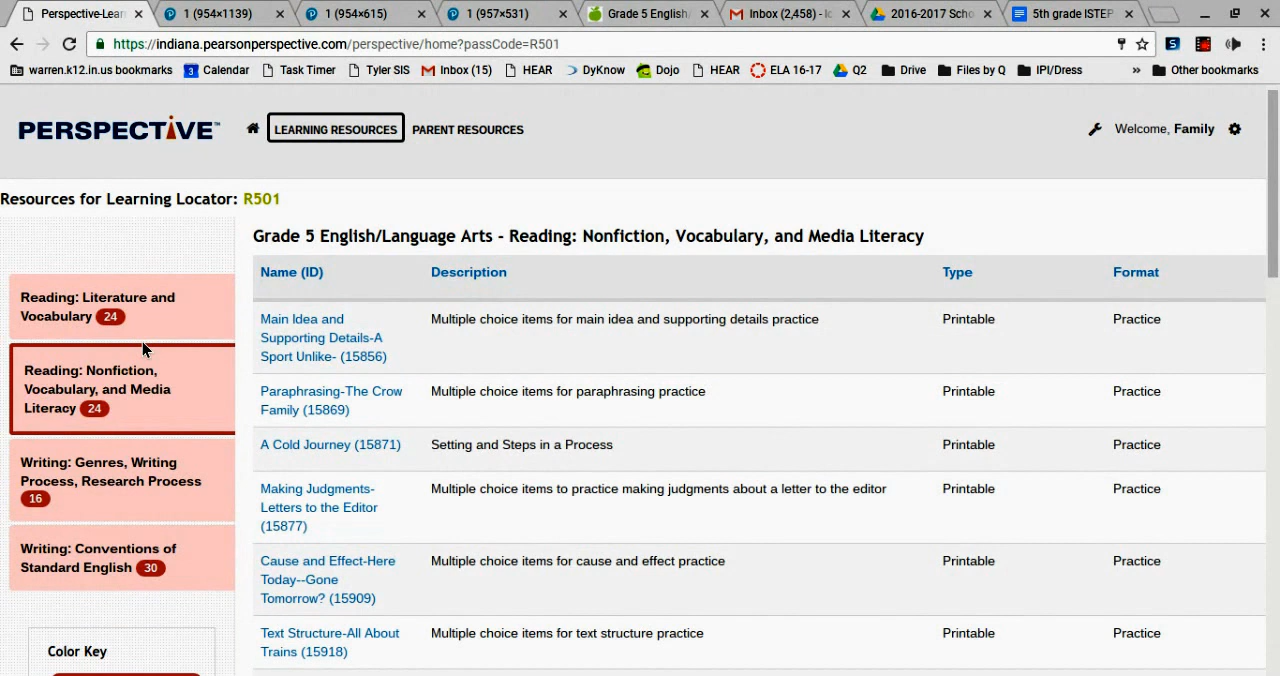 Perspective-Lear
1 (954×1139)
1 (954×615)
1 (957×531)
Grade 5 English/
Inbox (2,458) -
2016-2017 Scho
5th grade ISTEP
https://indiana.pearsonperspective.com/perspective/home?passCode=R501
warren.k12.in.us bookmarks
3 Calendar
Task Timer
Tyler SIS
Inbox (15)
HEAR
DyKnow
Dojo
HEAR
ELA 16-17
Q2
Drive
Files by Q
IPI/Dress
»
Other bookmarks
PERSPECTIVE™
LEARNING RESOURCES
PARENT RESOURCES
Welcome, Family
Resources for Learning Locator: R501
Reading: Literature and
Vocabulary 24
Reading: Nonfiction,
Vocabulary, and Media
Literacy 24
Writing: Genres, Writing
Process, Research Process
16
Writing: Conventions of
Standard English 30
Color Key
Grade 5 English/Language Arts - Reading: Nonfiction, Vocabulary, and Media Literacy
Name (ID) Description Type Format
Main Idea and
Supporting Details-A
Sport Unlike- (15856)
Multiple choice items for main idea and supporting details practice
Printable
Practice
Paraphrasing-The Crow
Family (15869)
Multiple choice items for paraphrasing practice
Printable
Practice
A Cold Journey (15871)
Setting and Steps in a Process
Printable
Practice
Making Judgments-
Letters to the Editor
(15877)
Multiple choice items to practice making judgments about a letter to the editor
Printable
Practice
Cause and Effect-Here
Today--Gone
Tomorrow? (15909)
Multiple choice items for cause and effect practice
Printable
Practice
Text Structure-All About
Trains (15918)
Multiple choice items for text structure practice
Printable
Practice